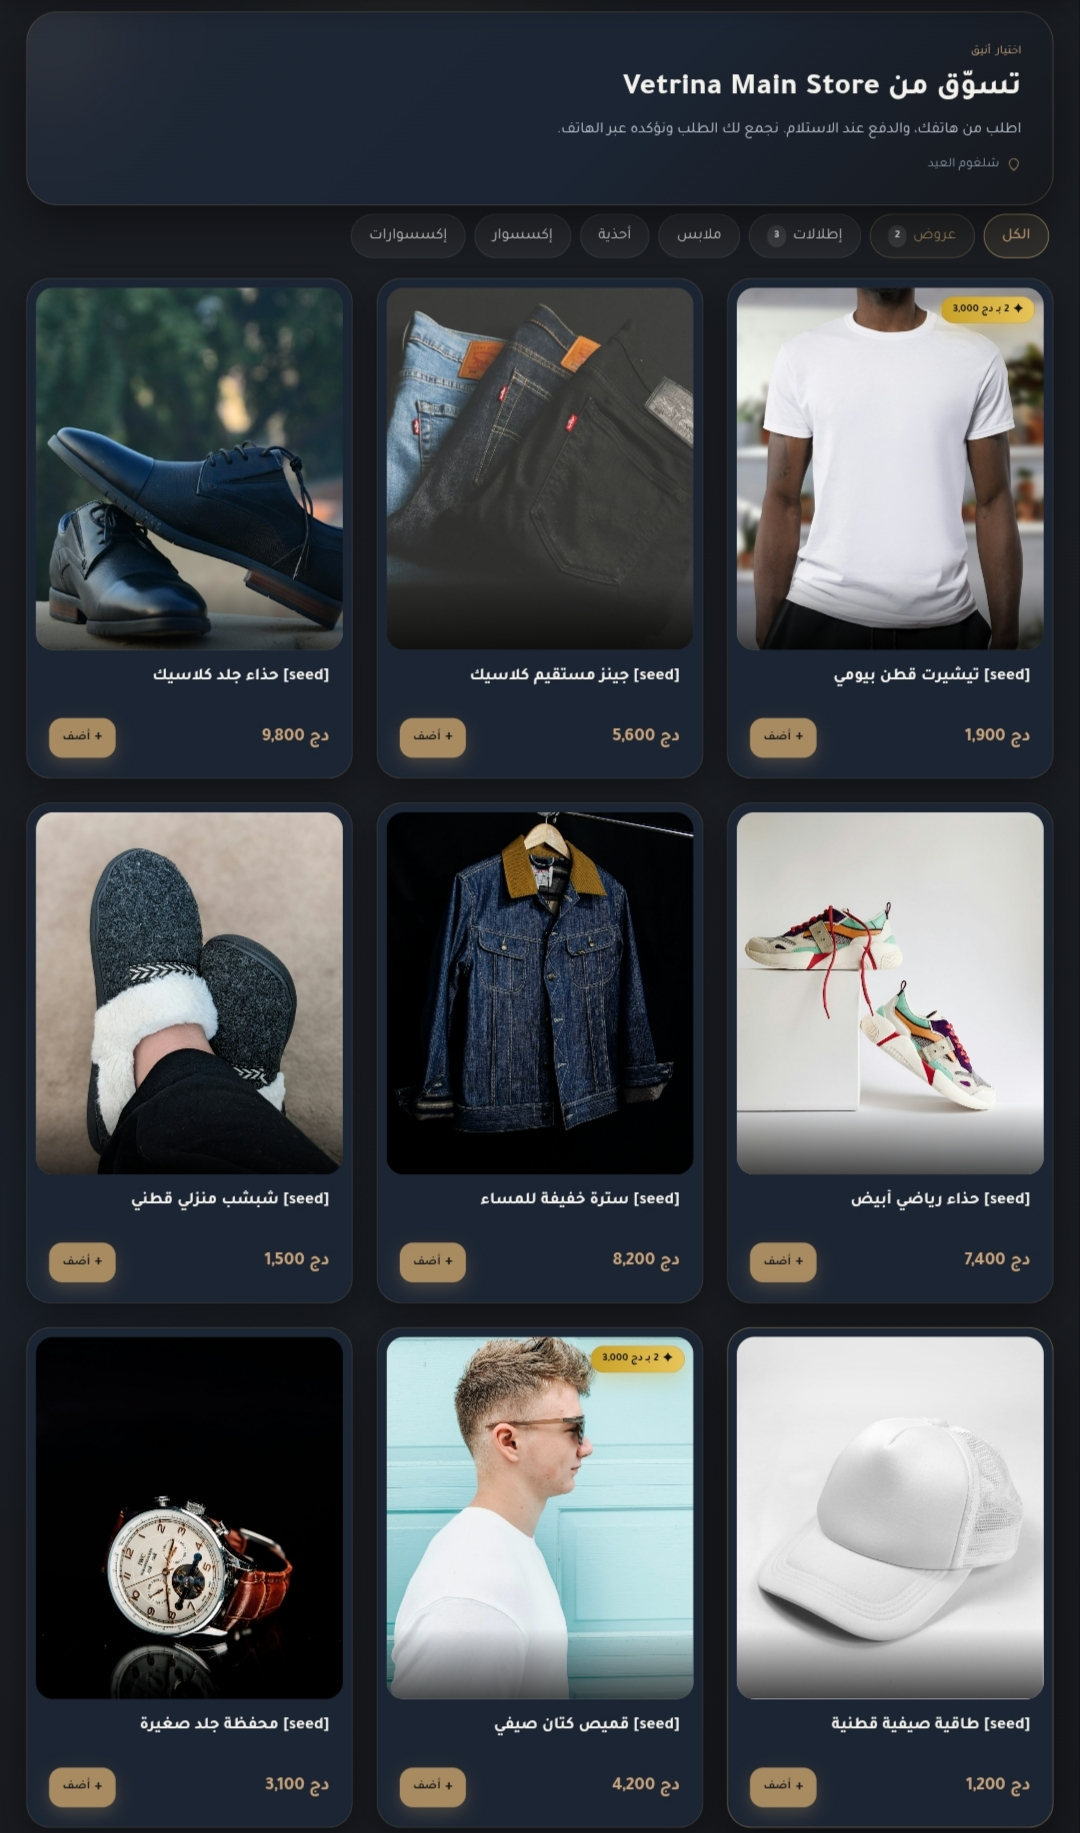 اختيار أنيق
تسوّق من Vetrina Main Store
اطلب من هاتفك، والدفع عند الاستلام. نجمع لك الطلب ونؤكده عبر الهاتف.
شلغوم العيد
الكل
عروض 2
إطلالات 3
ملابس
أحذية
إكسسوار
إكسسوارات
✦ 2 بـ دج 3,000
[seed] تيشيرت قطن بيومي
دج 1,900
+ أضف
[seed] جينز مستقيم كلاسيك
دج 5,600
+ أضف
[seed] حذاء جلد كلاسيك
دج 9,800
+ أضف
[seed] حذاء رياضي أبيض
دج 7,400
+ أضف
[seed] سترة خفيفة للمساء
دج 8,200
+ أضف
[seed] شبشب منزلي قطني
دج 1,500
+ أضف
[seed] طاقية صيفية قطنية
دج 1,200
+ أضف
✦ 2 بـ دج 3,000
[seed] قميص كتان صيفي
دج 4,200
+ أضف
[seed] محفظة جلد صغيرة
دج 3,100
+ أضف